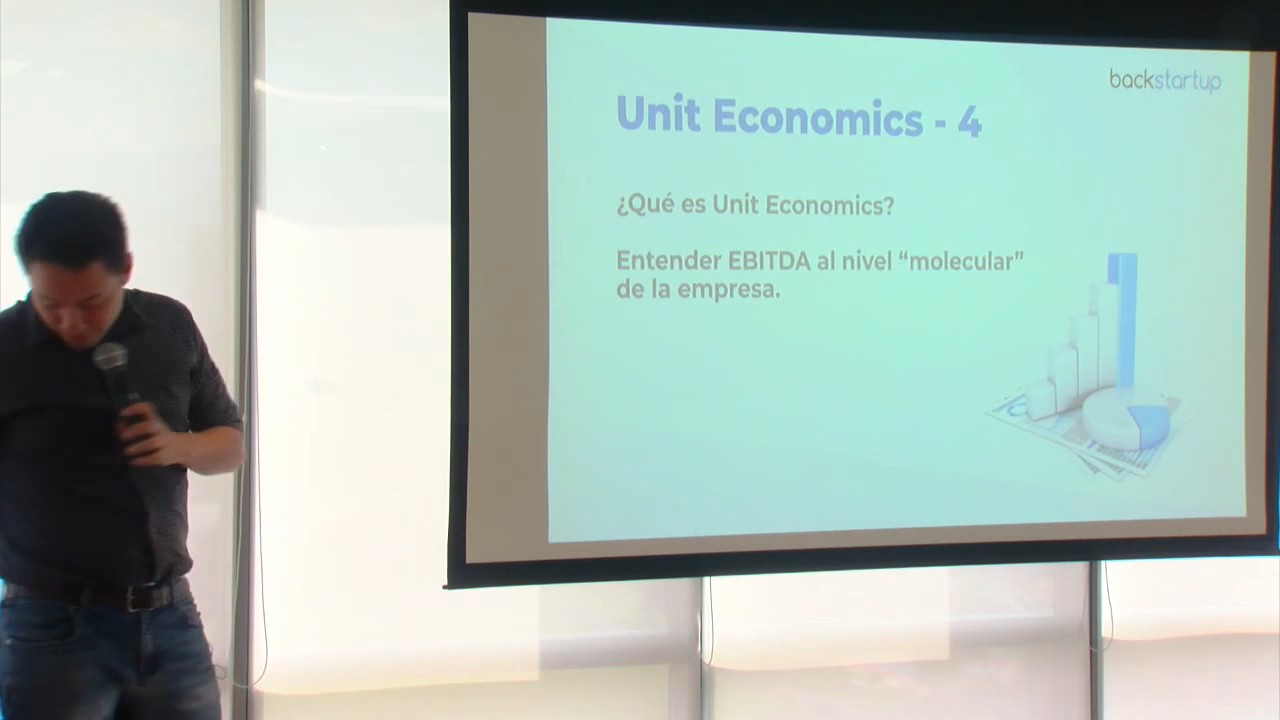 backstartup
Unit Economics - 4
¿Qué es Unit Economics?
Entender EBITDA al nivel “molecular”
de la empresa.